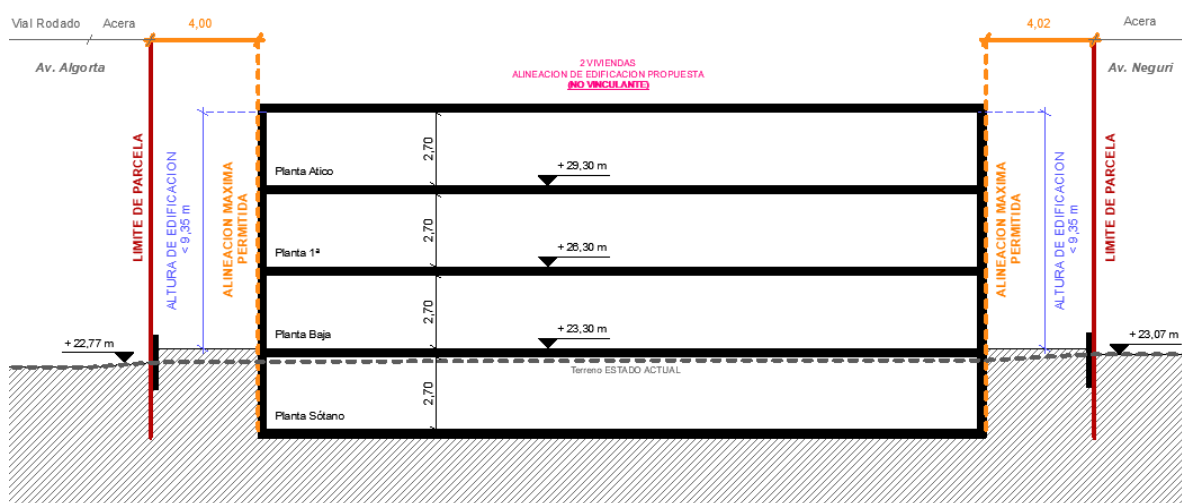 Vial Rodado
Acera
4,00
4,02
Acera
Av. Algorta
Av. Neguri
2 VIVIENDAS
ALINEACION DE EDIFICACION PROPUESTA
(NO VINCULANTE)
LIMITE DE PARCELA
ALTURA DE EDIFICACION
< 9,35 m
ALINEACION MAXIMA
PERMITIDA
2,70
Planta Atico
+ 29,30 m
2,70
Planta 1ª
+ 26,30 m
2,70
Planta Baja
+ 23,30 m
Terreno ESTADO ACTUAL
2,70
Planta Sótano
ALINEACION MAXIMA
PERMITIDA
ALTURA DE EDIFICACION
< 9,35 m
LIMITE DE PARCELA
+ 22,77 m
+ 23,07 m